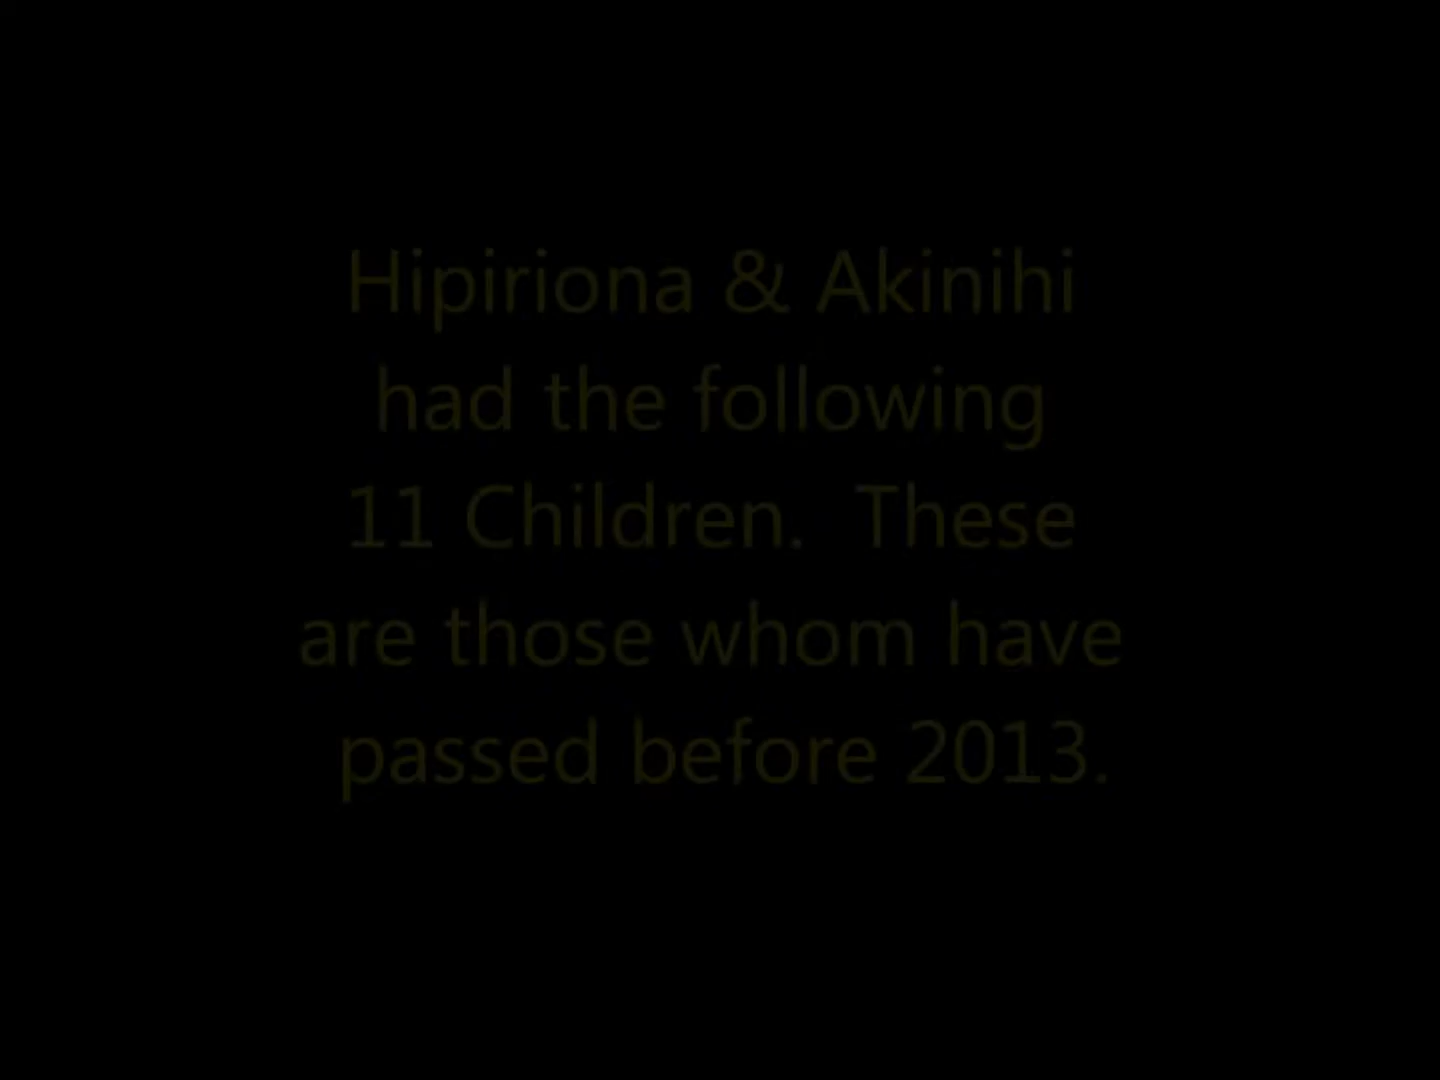 Hipiriona & Akinihi
had the following
11 Children.  These
are those whom have
passed before 2013.